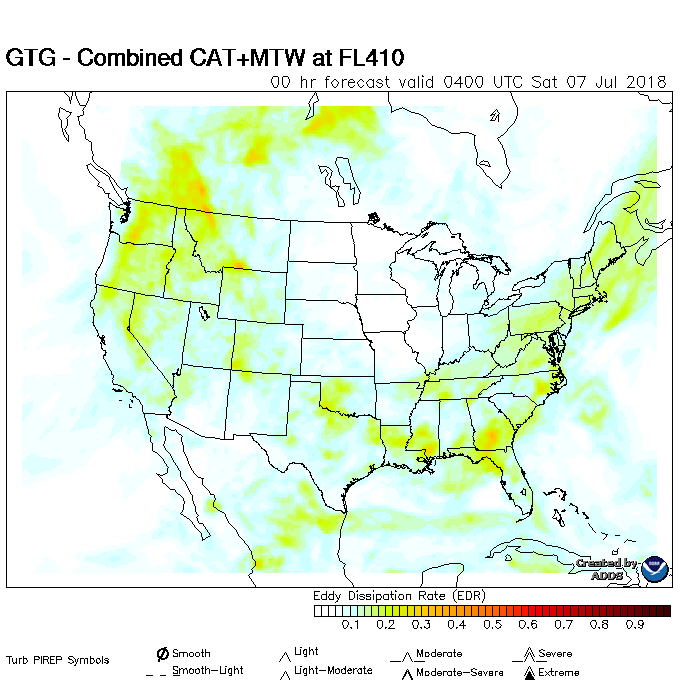 GTG - Combined CAT+MTW at FL410
00 hr forecast valid 0400 UTC Sat 07 Jul 2018
Created by
ADDS
Eddy Dissipation Rate (EDR)
0.1 0.2 0.3 0.4 0.5 0.6 0.7 0.8 0.9
Turb PIREP Symbols
Smooth Light Moderate Severe
Smooth-Light Light-Moderate Moderate-Severe Extreme